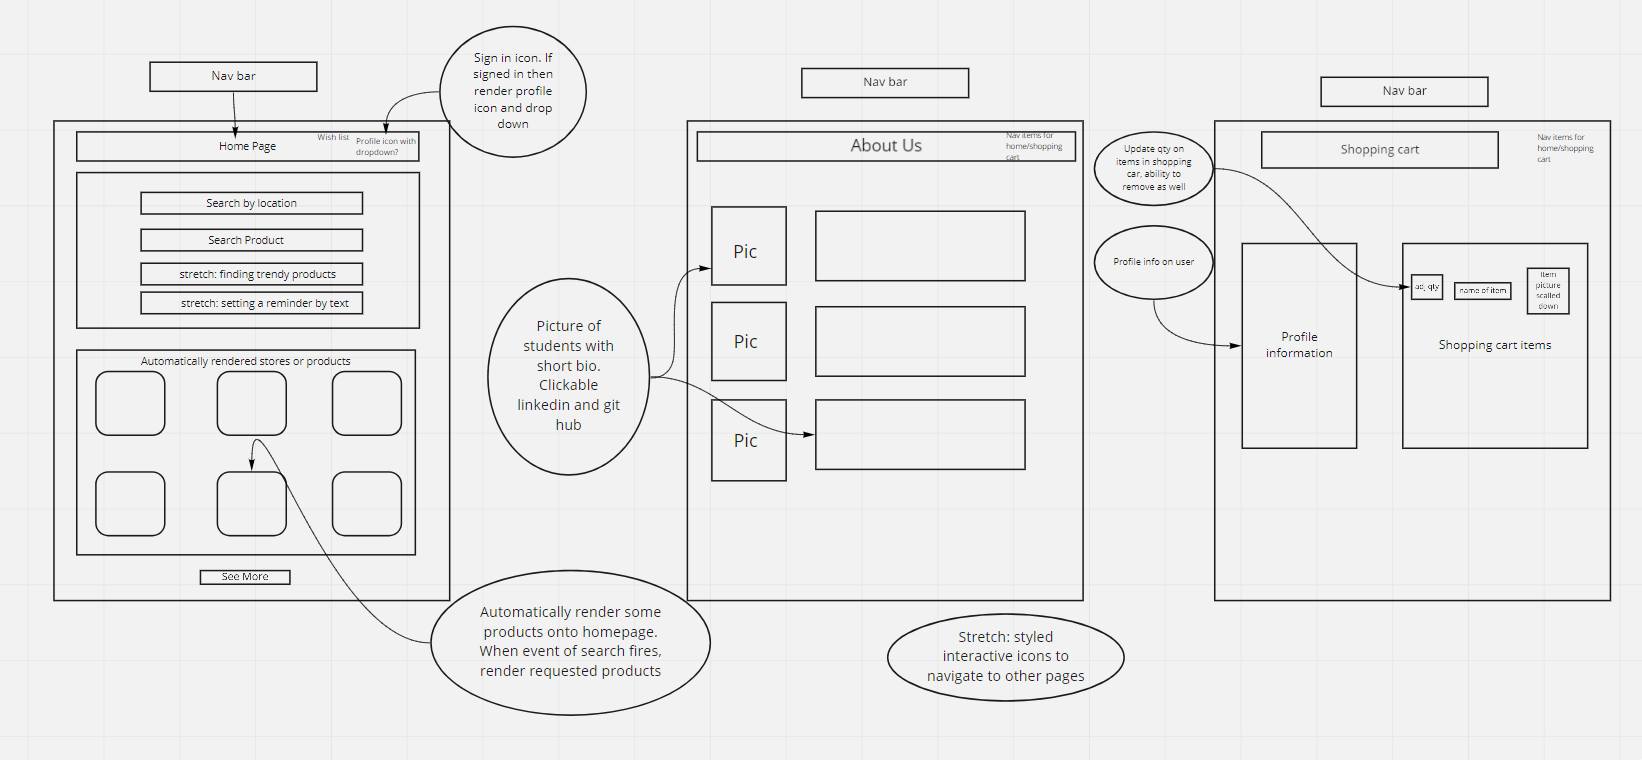 Nav bar
Home Page
Wish list
Profile icon with
dropdown?
Sign in icon. If
signed in then
render profile
icon and drop
down
Search by location
Search Product
stretch: finding trendy products
stretch: setting a reminder by text
Automatically rendered stores or products
See More
Automatically render some
products onto homepage.
When event of search fires,
render requested products
Picture of
students with
short bio.
Clickable
linkedin and git
hub
Nav bar
About Us
Nav items for
home/shopping
cart
Pic
Pic
Pic
Stretch: styled
interactive icons to
navigate to other pages
Update qty on
items in shopping
car, ability to
remove as well
Profile info on user
Nav bar
Shopping cart
Nav items for
home/shopping
cart
Profile
information
adj qty
name of item
Item
picture
scalled
down
Shopping cart items